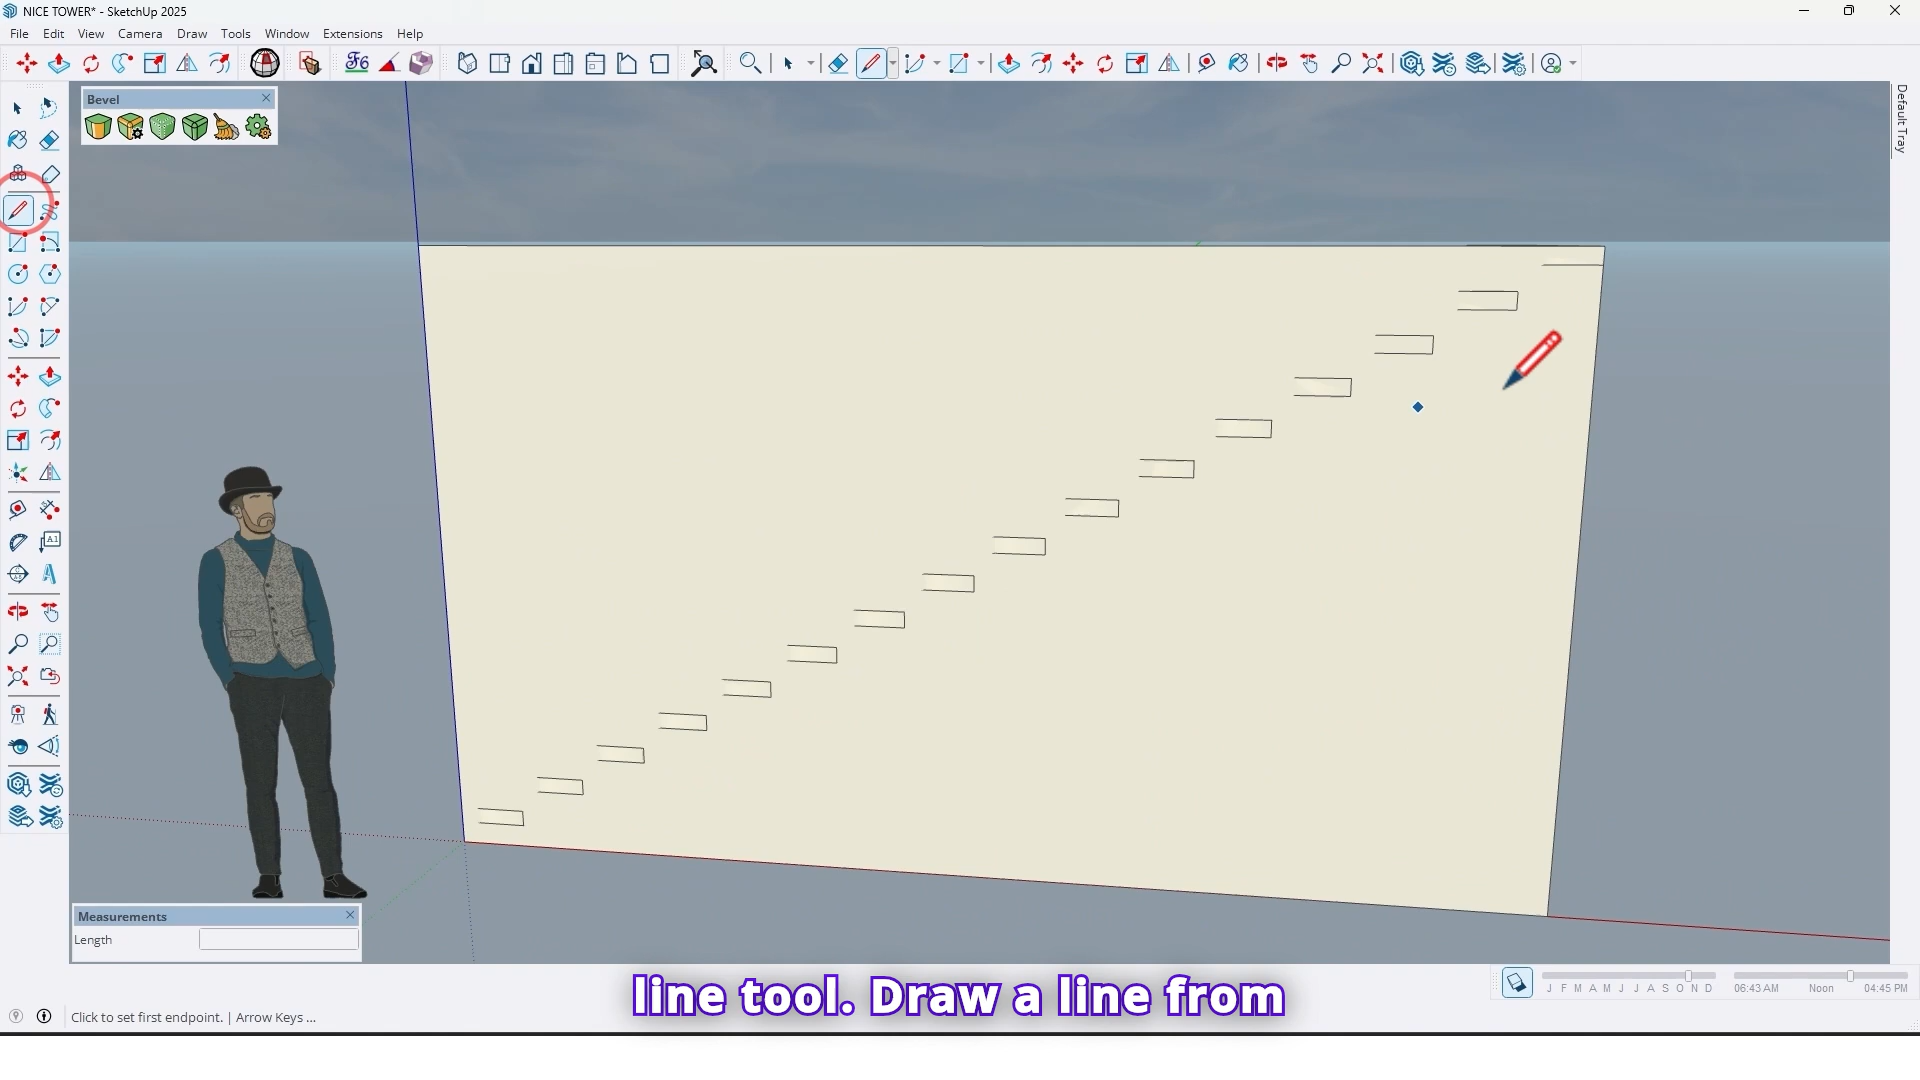 NICE TOWER* - SketchUp 2025
File Edit View Camera Draw Tools Window Extensions Help
Bevel
Default Tray
Measurements
Length
line tool. Draw a line from
J F M A M J J A S O N D
06:43 AM Noon 04:45 PM
Click to set first endpoint. | Arrow Keys ...